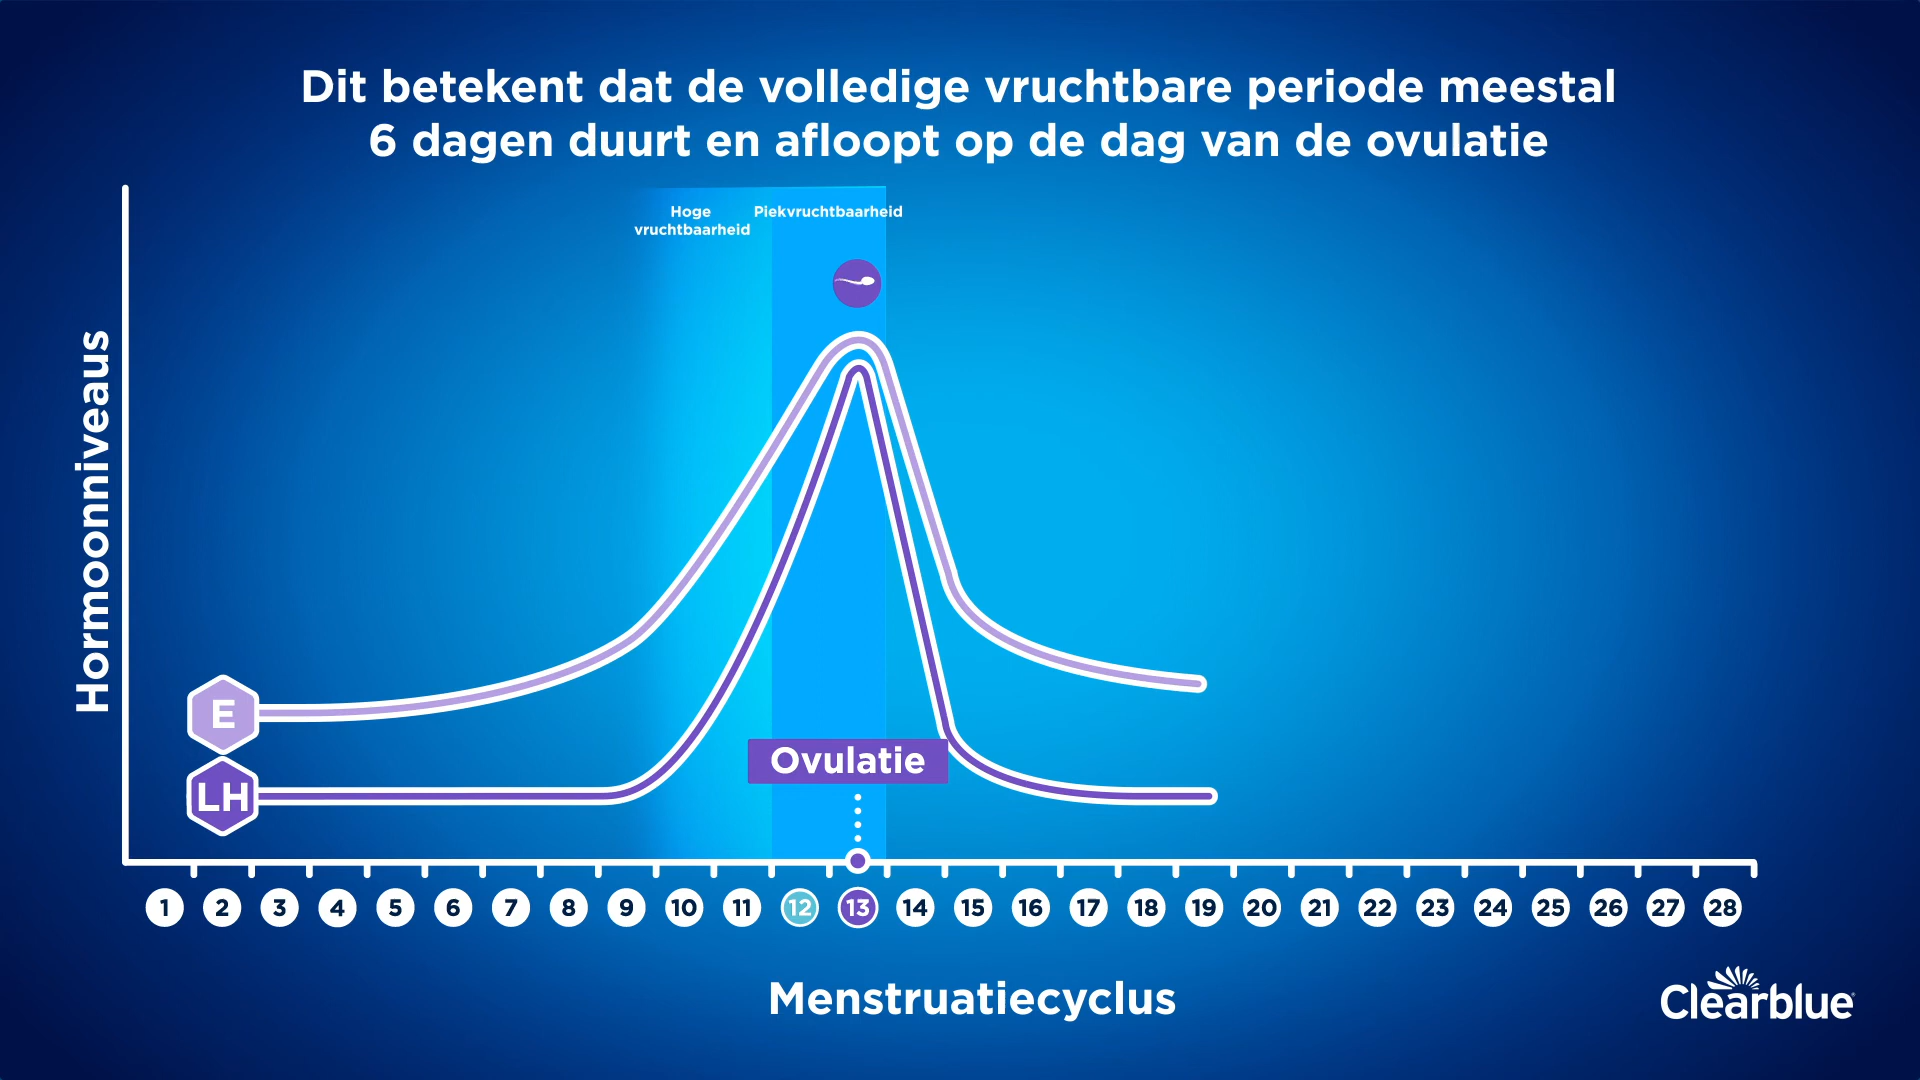 Dit betekent dat de volledige vruchtbare periode meestal
6 dagen duurt en afloopt op de dag van de ovulatie
Hoge
vruchtbaarheid
Piekvruchtbaarheid
Hormoonniveaus
E
LH
Ovulatie
1 2 3 4 5 6 7 8 9 10 11 12 13 14 15 16 17 18 19 20 21 22 23 24 25 26 27 28
Menstruatiecyclus
Clearblue